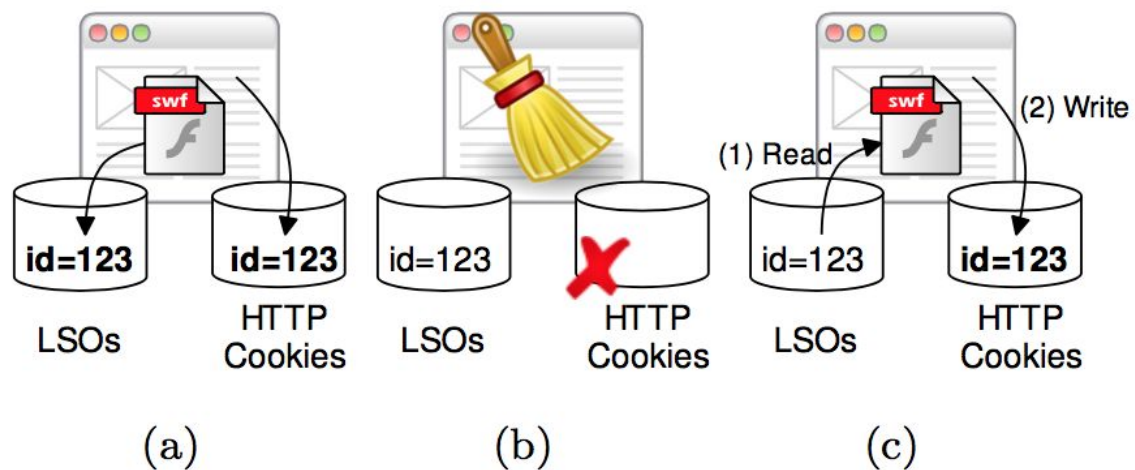 swf
id=123
id=123
LSOs
HTTP
Cookies
(a)
id=123
LSOs
HTTP
Cookies
(b)
swf
(1) Read
(2) Write
id=123
id=123
LSOs
HTTP
Cookies
(c)